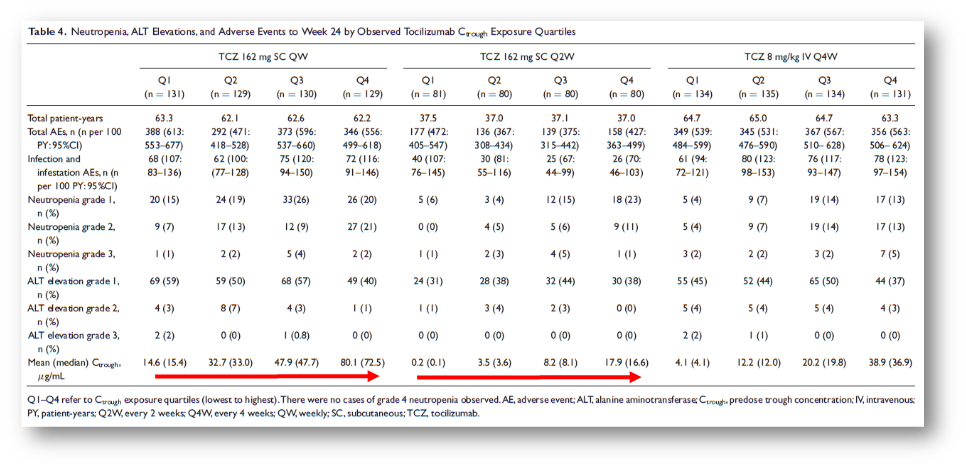 Table 4. Neutropenia, ALT Elevations, and Adverse Events to Week 24 by Observed Tocilizumab Ctrough Exposure Quartiles
TCZ 162 mg SC QW TCZ 162 mg SC Q2W TCZ 8 mg/kg IV Q4W
Q1 Q2 Q3 Q4 Q1 Q2 Q3 Q4 Q1 Q2 Q3 Q4
(n = 131) (n = 129) (n = 130) (n = 129) (n = 81) (n = 80) (n = 80) (n = 80) (n = 134) (n = 135) (n = 134) (n = 131)
Total patient-years 63.3 62.1 62.6 62.2 37.5 37.0 37.1 37.0 64.7 65.0 64.7 63.3
Total AEs, n (n per 100 388 (613: 292 (471: 373 (596: 346 (556: 177 (472: 136 (367: 139 (375: 158 (427: 349 (539: 345 (531: 367 (567: 356 (563:
PY: 95%CI) 553–677) 418–528) 537–660) 499–618) 405–547) 308–434) 315–442) 363–499) 484–599) 476–590) 510– 628) 506– 624)
Infection and 68 (107: 62 (100: 75 (120: 72 (116: 40 (107: 30 (81: 25 (67: 26 (70: 61 (94: 80 (123: 76 (117: 78 (123:
infestation AEs, n (n 83–136) (77–128) 94–150) 91–146) 76–145) 55–116) 44–99) 46–103) 72–121) 98–153) 93–147) 97–154)
per 100 PY: 95%CI)
Neutropenia grade 1, 20 (15) 24 (19) 33(26) 26 (20) 5 (6) 3 (4) 12 (15) 18 (23) 5 (4) 9 (7) 19 (14) 17 (13)
n (%)
Neutropenia grade 2, 9 (7) 17 (13) 12 (9) 27 (21) 0 (0) 4 (5) 5 (6) 9 (11) 5 (4) 9 (7) 19 (14) 17 (13)
n (%)
Neutropenia grade 3, 1 (1) 2 (2) 5 (4) 2 (2) 1 (1) 2 (3) 4 (5) 1 (1) 3 (2) 2 (2) 3 (2) 7 (5)
n (%)
ALT elevation grade 1, 69 (59) 59 (50) 68 (57) 49 (40) 24 (31) 28 (38) 32 (44) 30 (38) 55 (45) 52 (44) 65 (50) 44 (37)
n (%)
ALT elevation grade 2, 4 (3) 8 (7) 4 (3) 1 (1) 1 (1) 3 (4) 2 (3) 0 (0) 5 (4) 5 (4) 5 (4) 4 (3)
n (%)
ALT elevation grade 3, 2 (2) 0 (0) 1 (0.8) 0 (0) 0 (0) 0 (0) 0 (0) 0 (0) 2 (2) 1 (1) 0 (0) 0 (0)
n (%)
Mean (median) Ctrough, 14.6 (15.4) 32.7 (33.0) 47.9 (47.7) 80.1 (72.5) 0.2 (0.1) 3.5 (3.6) 8.2 (8.1) 17.9 (16.6) 4.1 (4.1) 12.2 (12.0) 20.2 (19.8) 38.9 (36.9)
μg/mL
Q1–Q4 refer to Ctrough exposure quartiles (lowest to highest). There were no cases of grade 4 neutropenia observed. AE, adverse event; ALT, alanine aminotransferase; Ctrough, predose trough concentration; IV, intravenous;
PY, patient-years; Q2W, every 2 weeks; Q4W, every 4 weeks; QW, weekly; SC, subcutaneous; TCZ, tocilizumab.